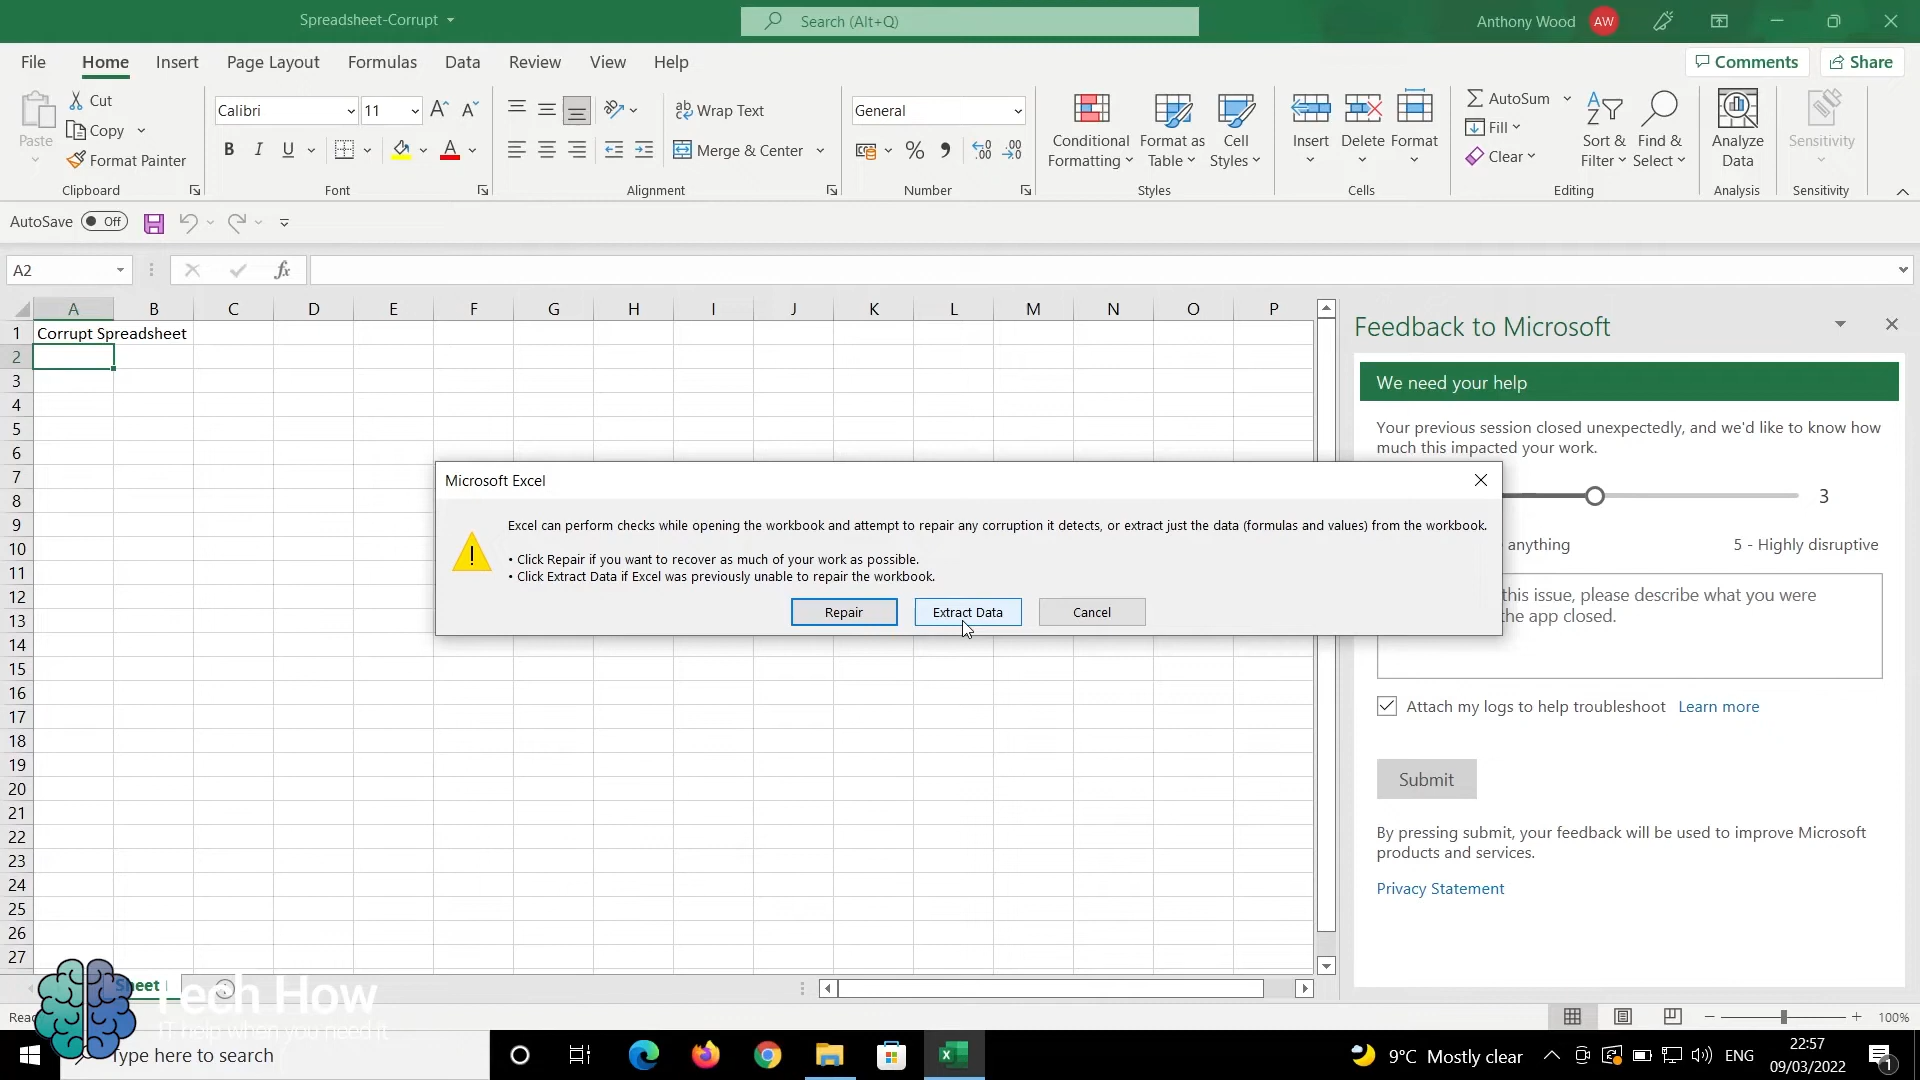 Spreadsheet-Corrupt
Search (Alt+Q)
Anthony Wood
AW
File
Home
Insert
Page Layout
Formulas
Data
Review
View
Help
Comments
Share
Paste
Cut
Copy
Format Painter
Clipboard
Calibri
11
B
I
U
Font
Wrap Text
Merge & Center
Alignment
General
Number
Conditional
Formatting
Format as
Table
Cell
Styles
Styles
Insert
Delete
Format
Cells
AutoSum
Fill
Clear
Sort &
Filter
Find &
Select
Editing
Analyze
Data
Analysis
Sensitivity
Sensitivity
AutoSave
Off
A2
fx
A B C D E F G H I J K L M N O P
1 Corrupt Spreadsheet
2
3
4
5
6
7
8
9
10
11
12
13
14
15
16
17
18
19
20
21
22
23
24
25
26
27
Microsoft Excel
Excel can perform checks while opening the workbook and attempt to repair any corruption it detects, or extract just the data (formulas and values) from the workbook.
• Click Repair if you want to recover as much of your work as possible.
• Click Extract Data if Excel was previously unable to repair the workbook.
Repair
Extract Data
Cancel
Feedback to Microsoft
We need your help
Your previous session closed unexpectedly, and we'd like to know how
much this impacted your work.
3
anything
5 - Highly disruptive
this issue, please describe what you were
the app closed.
Attach my logs to help troubleshoot
Learn more
Submit
By pressing submit, your feedback will be used to improve Microsoft
products and services.
Privacy Statement
Sheet
Tech How
IT help when you need it
100%
Type here to search
9°C Mostly clear
ENG
22:57
09/03/2022
1